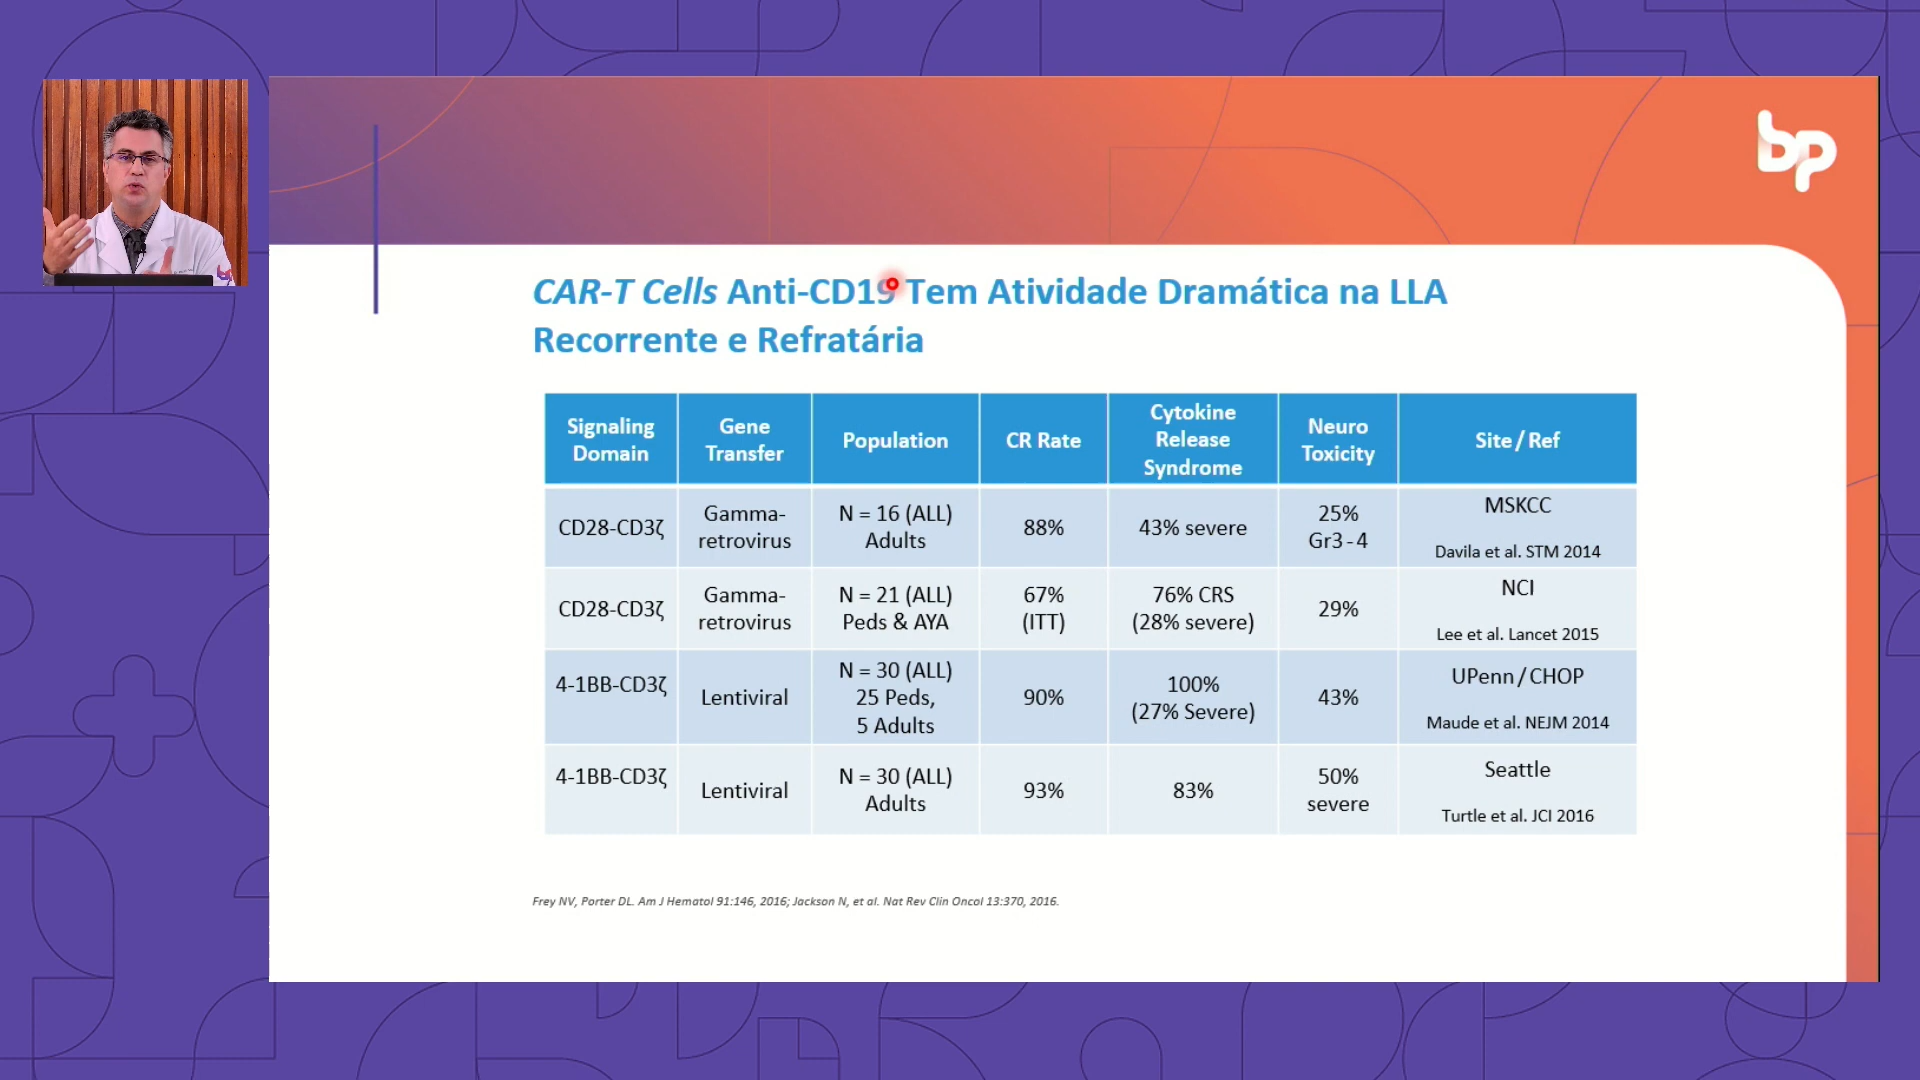 bp
CAR-T Cells Anti-CD19 Tem Atividade Dramática na LLA
Recorrente e Refratária
Signaling
Domain
Gene
Transfer
Population
CR Rate
Cytokine
Release
Syndrome
Neuro
Toxicity
Site / Ref
CD28-CD3ζ
Gamma-
retrovirus
N = 16 (ALL)
Adults
88%
43% severe
25%
Gr3 - 4
MSKCC
Davila et al. STM 2014
CD28-CD3ζ
Gamma-
retrovirus
N = 21 (ALL)
Peds & AYA
67%
(ITT)
76% CRS
(28% severe)
29%
NCI
Lee et al. Lancet 2015
4-1BB-CD3ζ
Lentiviral
N = 30 (ALL)
25 Peds,
5 Adults
90%
100%
(27% Severe)
43%
UPenn / CHOP
Maude et al. NEJM 2014
4-1BB-CD3ζ
Lentiviral
N = 30 (ALL)
Adults
93%
83%
50%
severe
Seattle
Turtle et al. JCI 2016
Frey NV, Porter DL. Am J Hematol 91:146, 2016; Jackson N, et al. Nat Rev Clin Oncol 13:370, 2016.